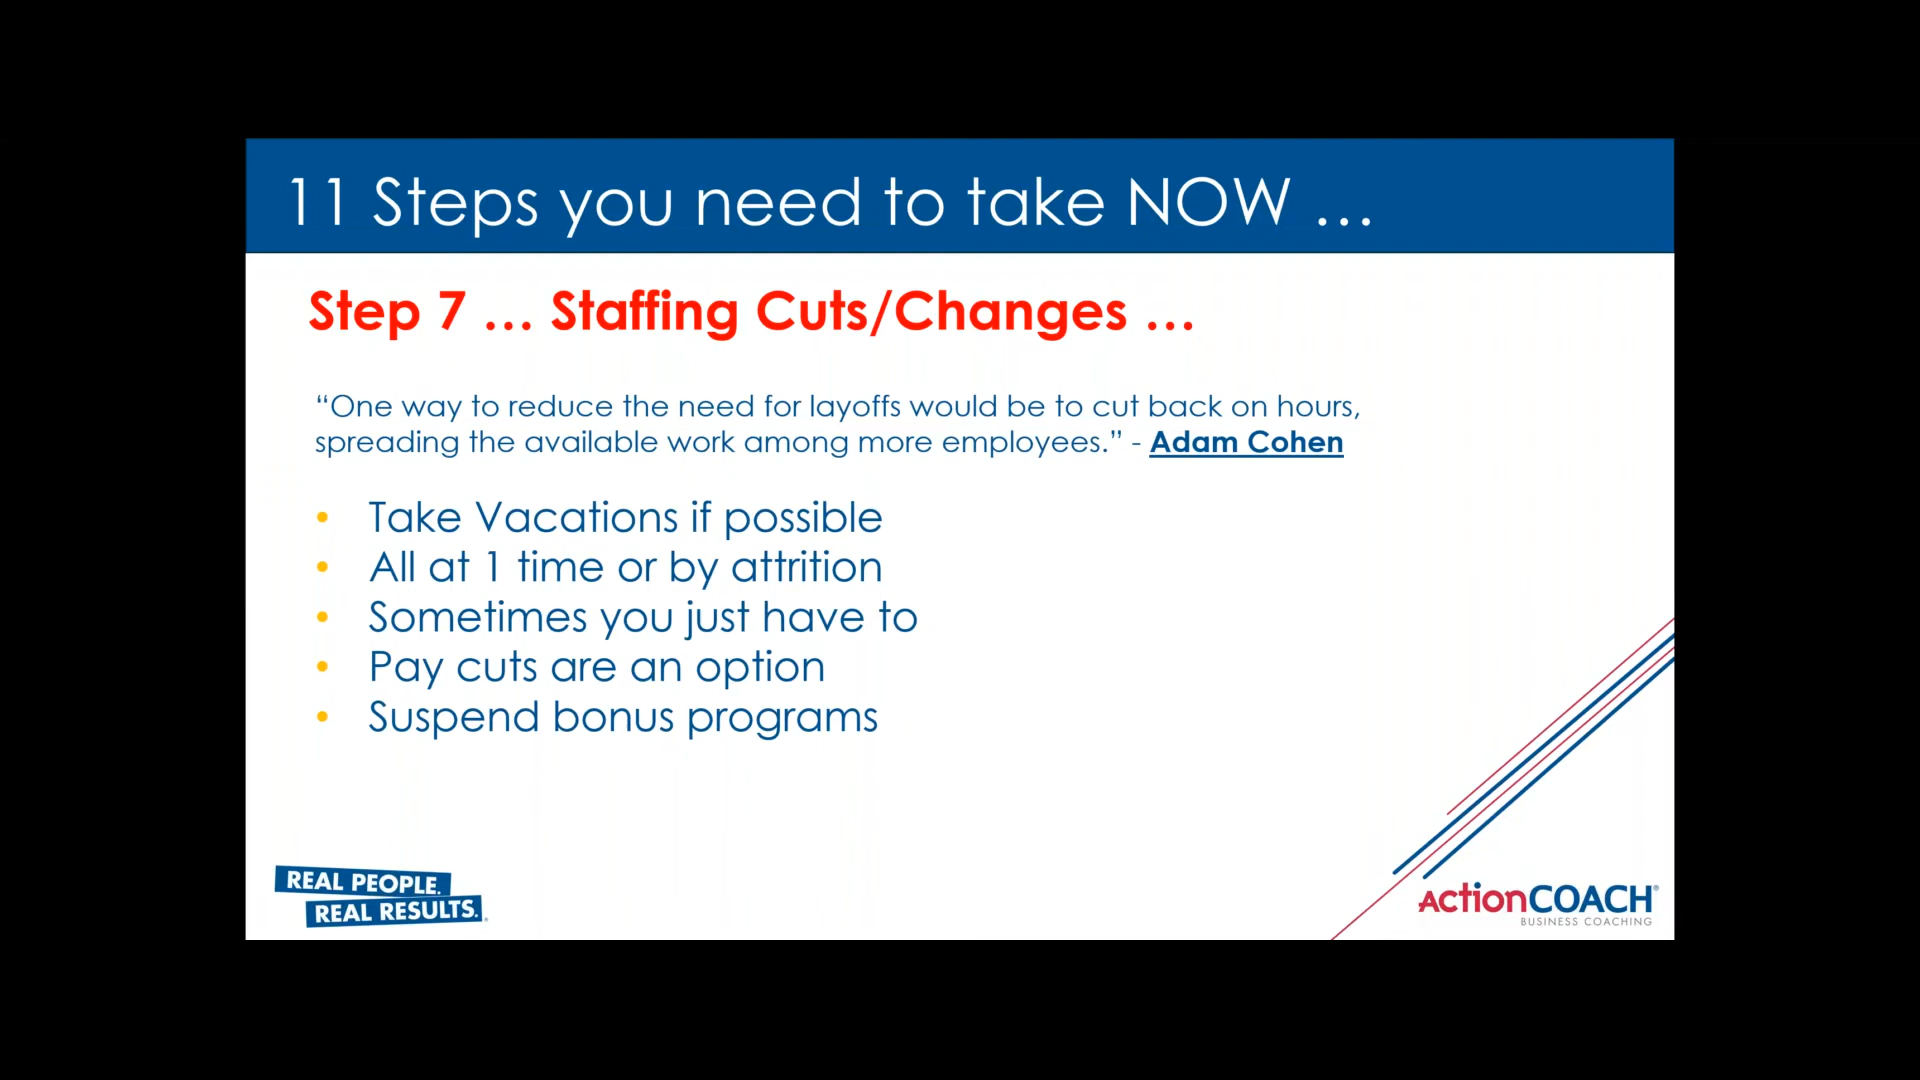 11 Steps you need to take NOW ...
Step 7 ... Staffing Cuts/Changes ...
“One way to reduce the need for layoffs would be to cut back on hours,
spreading the available work among more employees.” - Adam Cohen
• Take Vacations if possible
• All at 1 time or by attrition
• Sometimes you just have to
• Pay cuts are an option
• Suspend bonus programs
REAL PEOPLE.
REAL RESULTS.
ActionCOACH®
BUSINESS COACHING